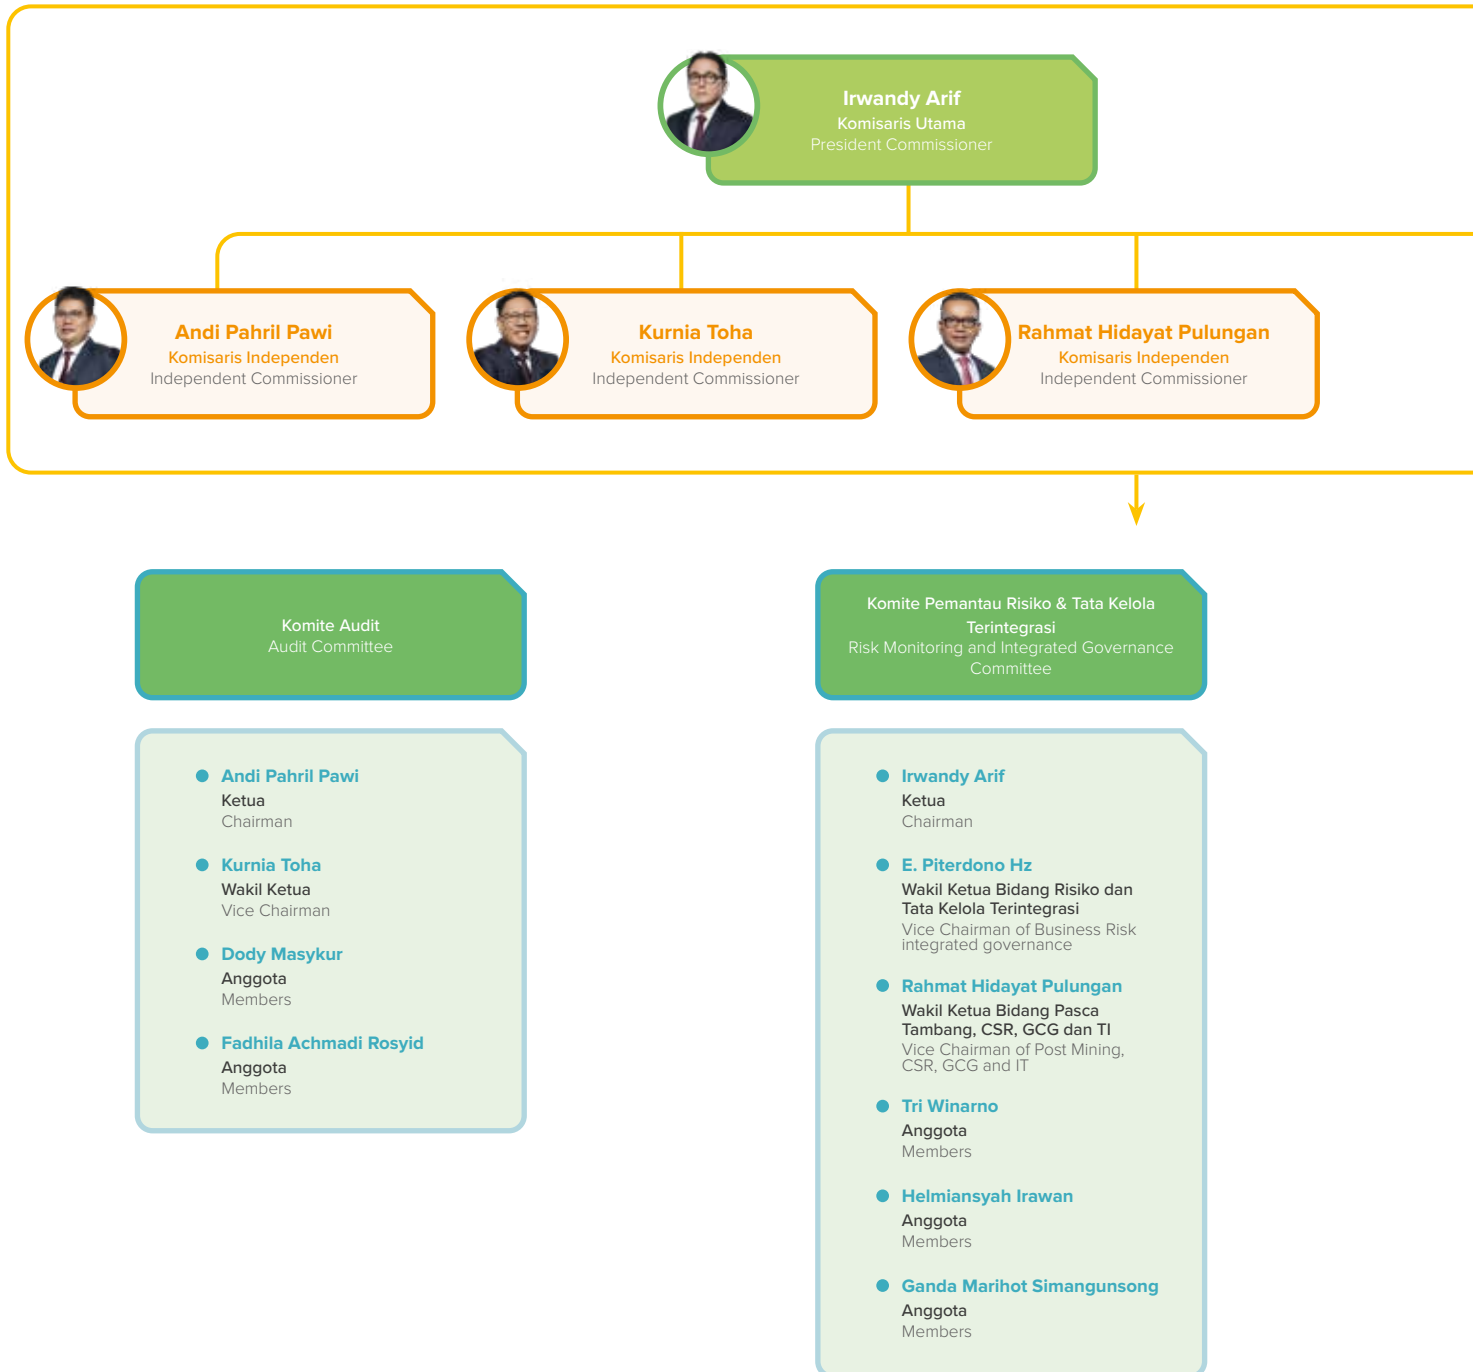 Irwandy Arif
Komisaris Utama
President Commissioner
Andi Pahril Pawi
Komisaris Independen
Independent Commissioner
Kurnia Toha
Komisaris Independen
Independent Commissioner
Rahmat Hidayat Pulungan
Komisaris Independen
Independent Commissioner
Komite Audit
Audit Committee
Andi Pahril Pawi
Ketua
Chairman
Kurnia Toha
Wakil Ketua
Vice Chairman
Dody Masykur
Anggota
Members
Fadhila Achmadi Rosyid
Anggota
Members
Komite Pemantau Risiko & Tata Kelola
Terintegrasi
Risk Monitoring and Integrated Governance
Committee
Irwandy Arif
Ketua
Chairman
E. Piterdono Hz
Wakil Ketua Bidang Risiko dan
Tata Kelola Terintegrasi
Vice Chairman of Business Risk
integrated governance
Rahmat Hidayat Pulungan
Wakil Ketua Bidang Pasca
Tambang, CSR, GCG dan TI
Vice Chairman of Post Mining,
CSR, GCG and IT
Tri Winarno
Anggota
Members
Helmiansyah Irawan
Anggota
Members
Ganda Marihot Simangunsong
Anggota
Members